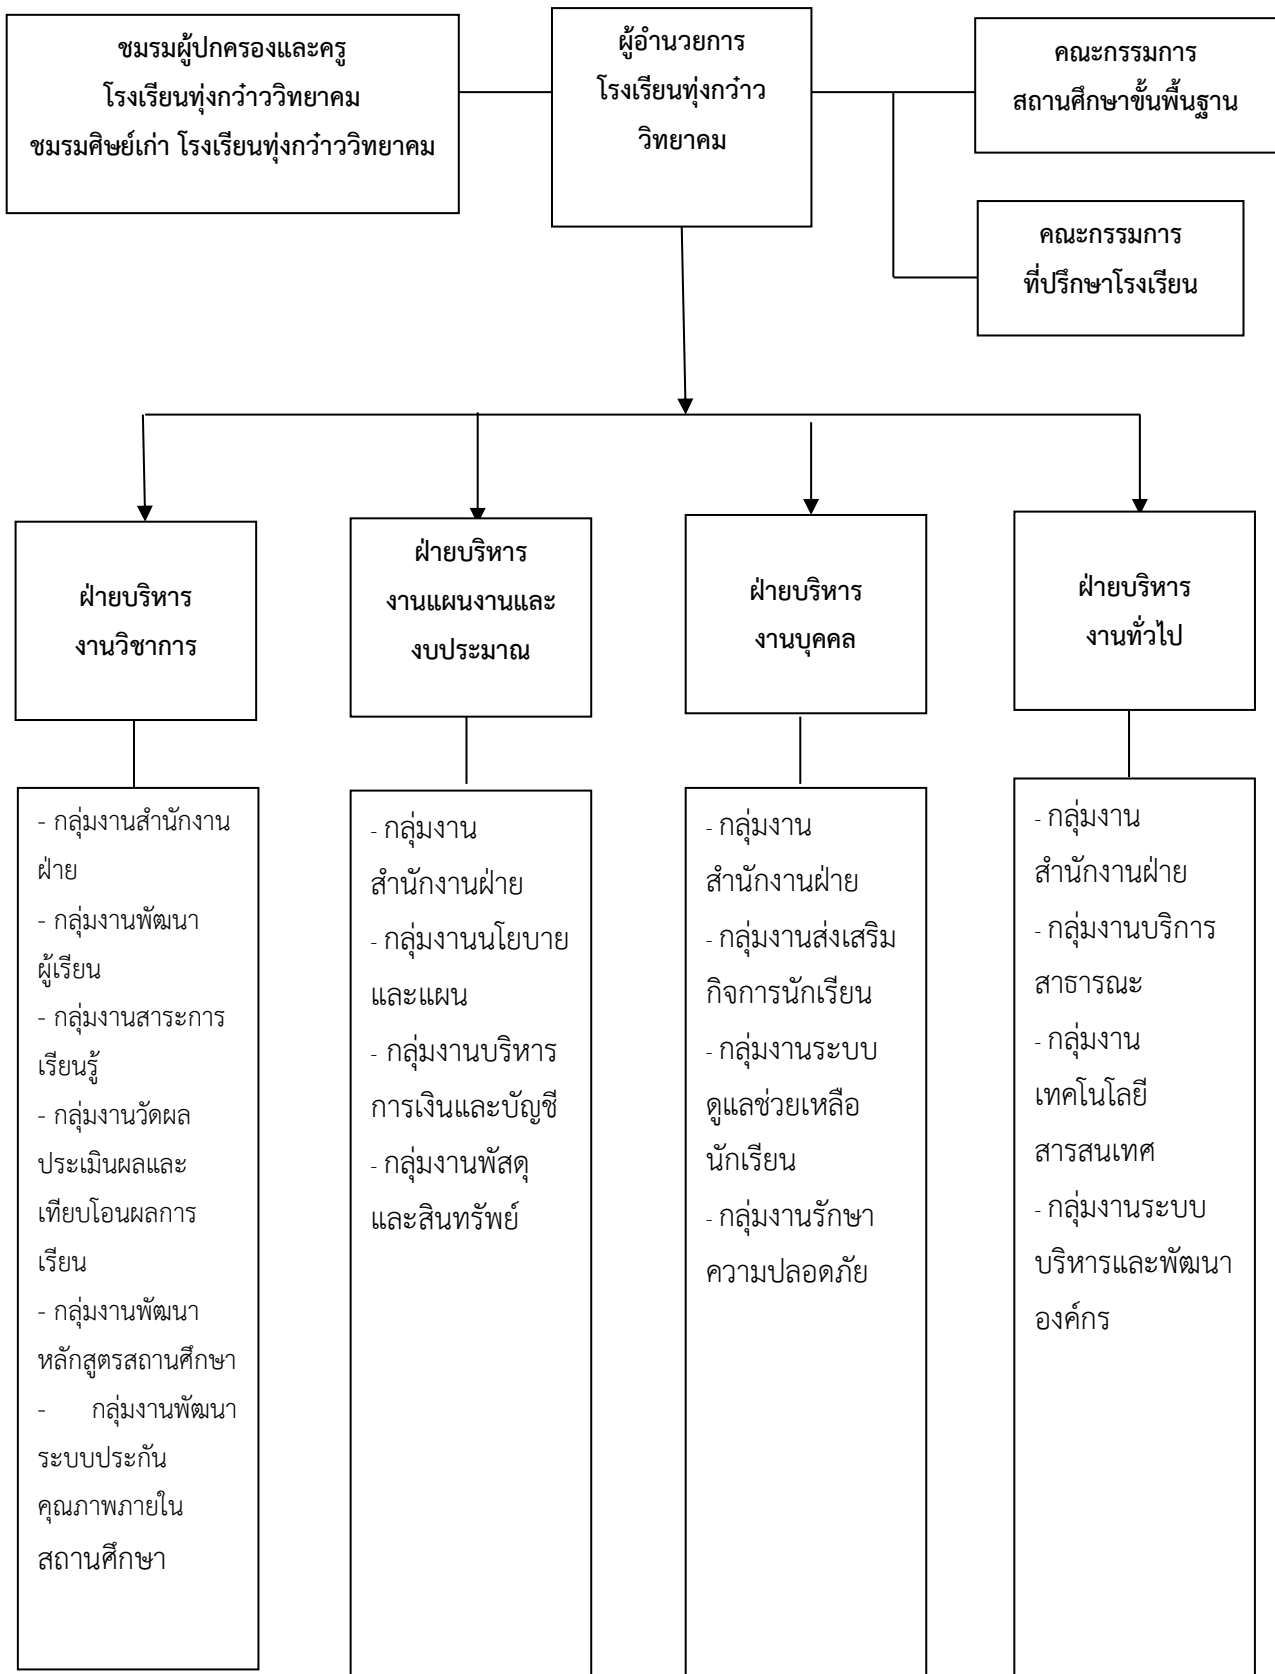 ชมรมผู้ปกครองและครู
โรงเรียนทุ่งกว๋าววิทยาคม
ชมรมศิษย์เก่า โรงเรียนทุ่งกว๋าววิทยาคม
ผู้อำนวยการ
โรงเรียนทุ่งกว๋าว
วิทยาคม
คณะกรรมการ
สถานศึกษาขั้นพื้นฐาน
คณะกรรมการ
ที่ปรึกษาโรงเรียน
ฝ่ายบริหาร
งานวิชาการ
ฝ่ายบริหาร
งานแผนงานและ
งบประมาณ
ฝ่ายบริหาร
งานบุคคล
ฝ่ายบริหาร
งานทั่วไป
- กลุ่มงานสำนักงาน
ฝ่าย
- กลุ่มงานพัฒนา
ผู้เรียน
- กลุ่มงานสาระการ
เรียนรู้
- กลุ่มงานวัดผล
ประเมินผลและ
เทียบโอนผลการ
เรียน
- กลุ่มงานพัฒนา
หลักสูตรสถานศึกษา
- กลุ่มงานพัฒนา
ระบบประกัน
คุณภาพภายใน
สถานศึกษา
- กลุ่มงาน
สำนักงานฝ่าย
- กลุ่มงานนโยบาย
และแผน
- กลุ่มงานบริหาร
การเงินและบัญชี
- กลุ่มงานพัสดุ
และสินทรัพย์
- กลุ่มงาน
สำนักงานฝ่าย
- กลุ่มงานส่งเสริม
กิจการนักเรียน
- กลุ่มงานระบบ
ดูแลช่วยเหลือ
นักเรียน
- กลุ่มงานรักษา
ความปลอดภัย
- กลุ่มงาน
สำนักงานฝ่าย
- กลุ่มงานบริการ
สาธารณะ
- กลุ่มงาน
เทคโนโลยี
สารสนเทศ
- กลุ่มงานระบบ
บริหารและพัฒนา
องค์กร